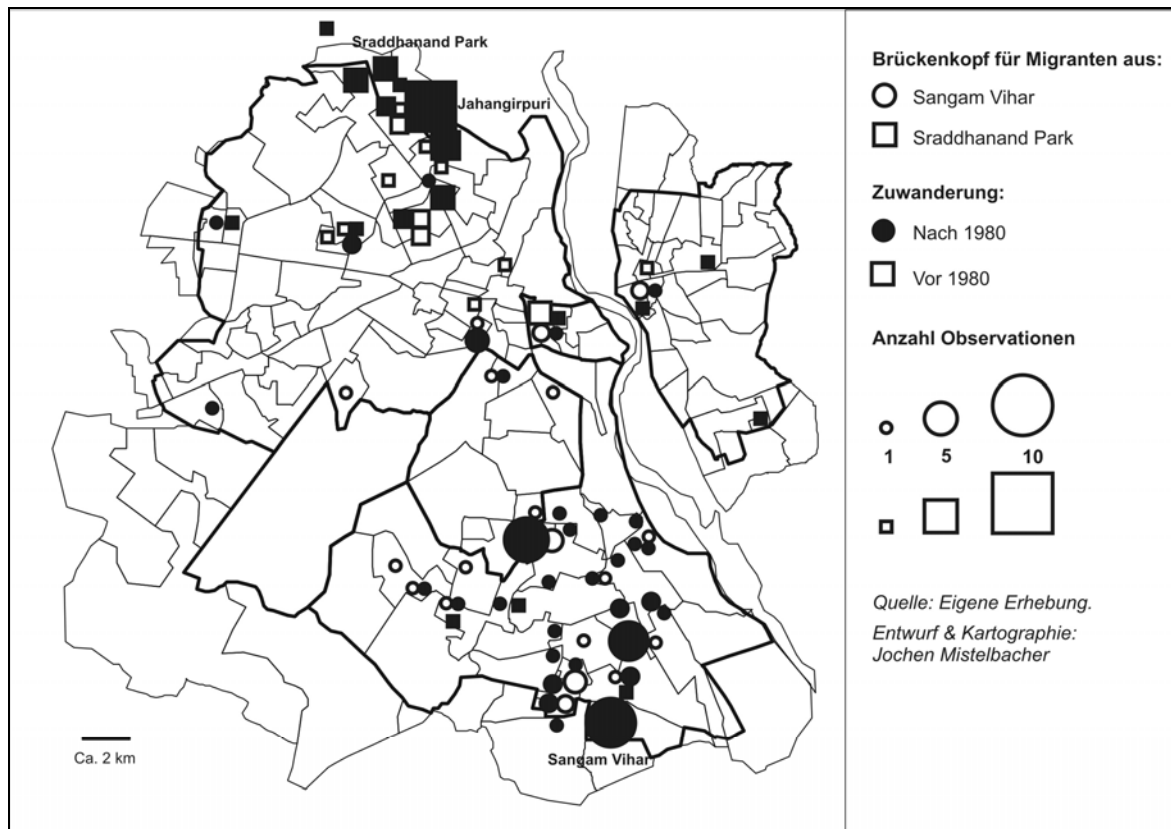 Sraddhanand Park
Jahangirpuri
Sangam Vihar
Ca. 2 km
Brückenkopf für Migranten aus:
Sangam Vihar
Sraddhanand Park
Zuwanderung:
Nach 1980
Vor 1980
Anzahl Observationen
1 5 10
Quelle: Eigene Erhebung.
Entwurf & Kartographie:
Jochen Mistelbacher